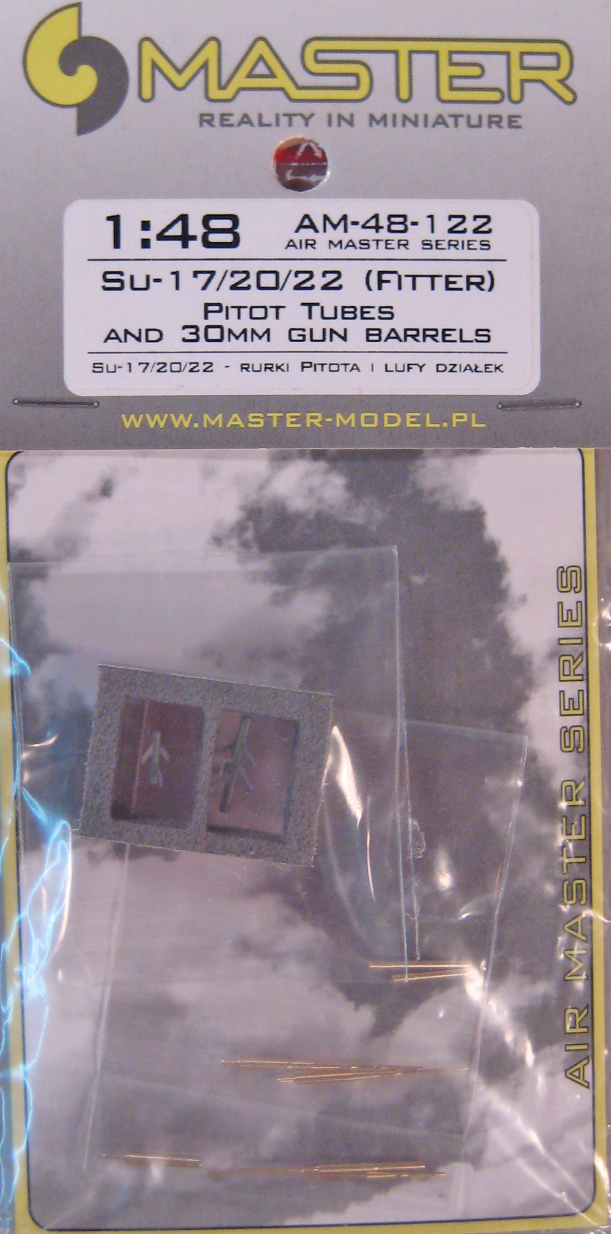 MASTER
REALITY IN MINIATURE
1:48 AM-48-122
AIR MASTER SERIES
Su-17/20/22 (Fitter)
Pitot Tubes
and 30mm gun barrels
Su-17/20/22 - rurki Pitota i lufy działek
WWW.MASTER-MODEL.PL
AIR MASTER SERIES